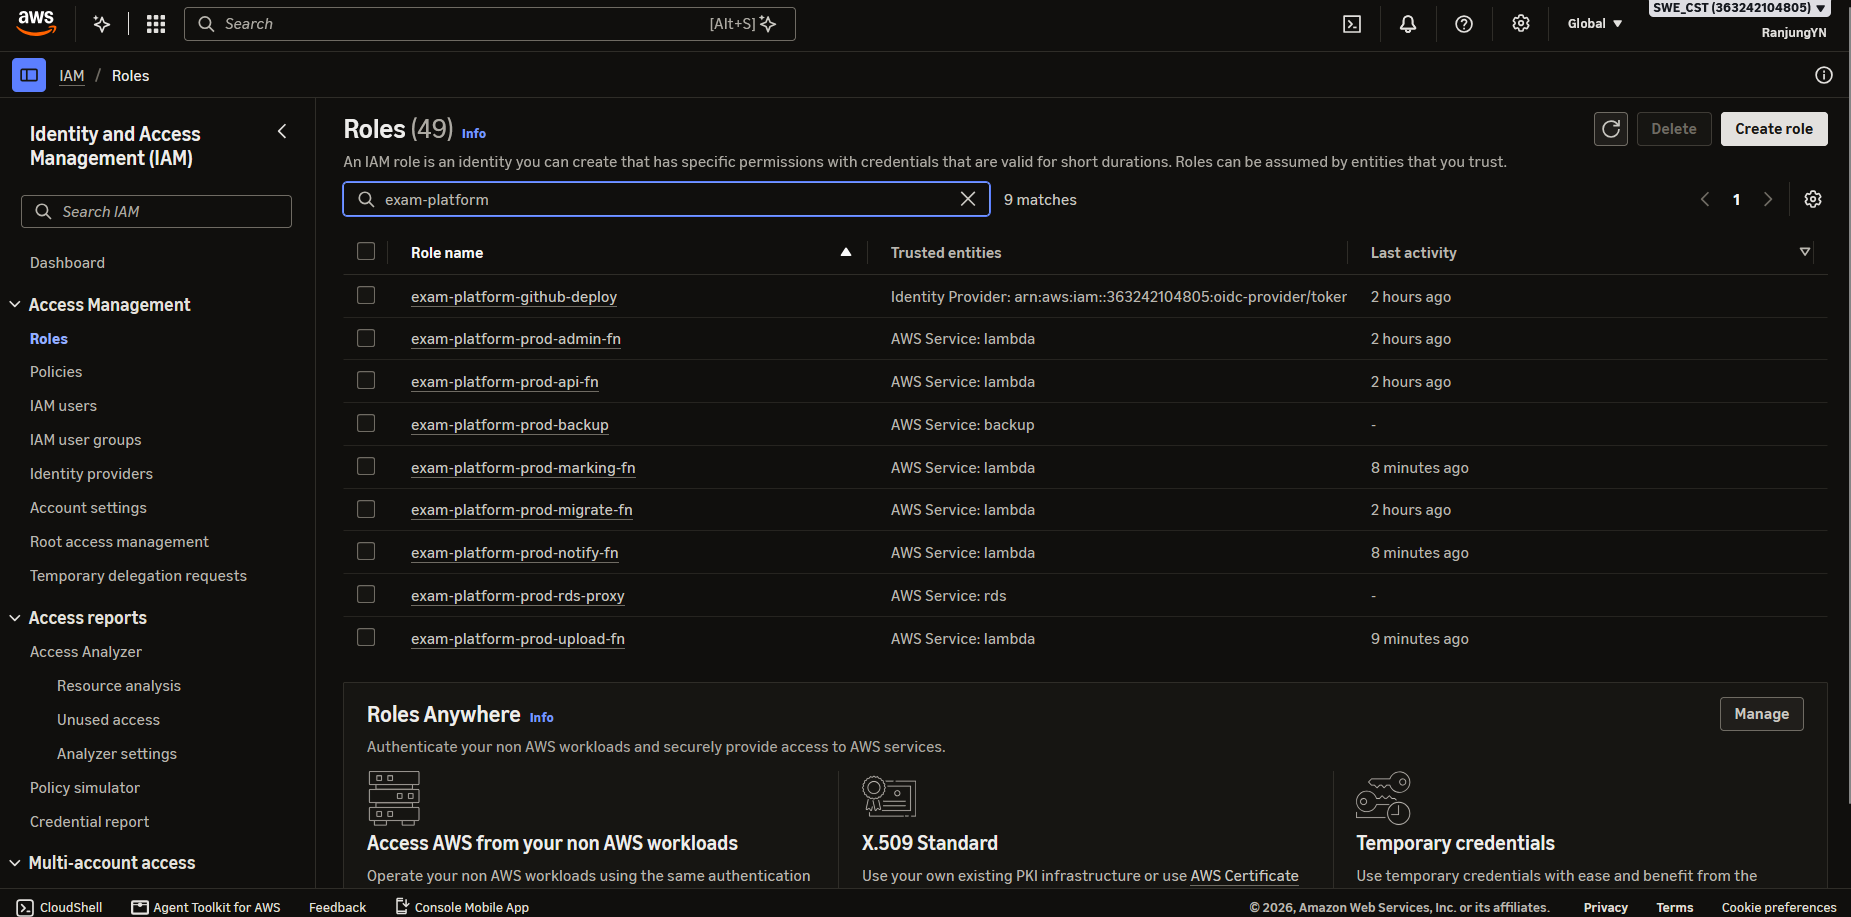 aws
Search
[Alt+S]
Global
SWE_CST (363242104805)
RanjungYN
IAM / Roles
Identity and Access
Management (IAM)
Search IAM
Dashboard
Access Management
Roles
Policies
IAM users
IAM user groups
Identity providers
Account settings
Root access management
Temporary delegation requests
Access reports
Access Analyzer
Resource analysis
Unused access
Analyzer settings
Policy simulator
Credential report
Multi-account access
Roles (49) Info
Delete
Create role
An IAM role is an identity you can create that has specific permissions with credentials that are valid for short durations. Roles can be assumed by entities that you trust.
exam-platform
9 matches
1
Role name Trusted entities Last activity
exam-platform-github-deploy Identity Provider: arn:aws:iam::363242104805:oidc-provider/toker 2 hours ago
exam-platform-prod-admin-fn AWS Service: lambda 2 hours ago
exam-platform-prod-api-fn AWS Service: lambda 2 hours ago
exam-platform-prod-backup AWS Service: backup -
exam-platform-prod-marking-fn AWS Service: lambda 8 minutes ago
exam-platform-prod-migrate-fn AWS Service: lambda 2 hours ago
exam-platform-prod-notify-fn AWS Service: lambda 8 minutes ago
exam-platform-prod-rds-proxy AWS Service: rds -
exam-platform-prod-upload-fn AWS Service: lambda 9 minutes ago
Roles Anywhere Info
Manage
Authenticate your non AWS workloads and securely provide access to AWS services.
Access AWS from your non AWS workloads
Operate your non AWS workloads using the same authentication
X.509 Standard
Use your own existing PKI infrastructure or use AWS Certificate
Temporary credentials
Use temporary credentials with ease and benefit from the
CloudShell Agent Toolkit for AWS Feedback Console Mobile App © 2026, Amazon Web Services, Inc. or its affiliates. Privacy Terms Cookie preferences